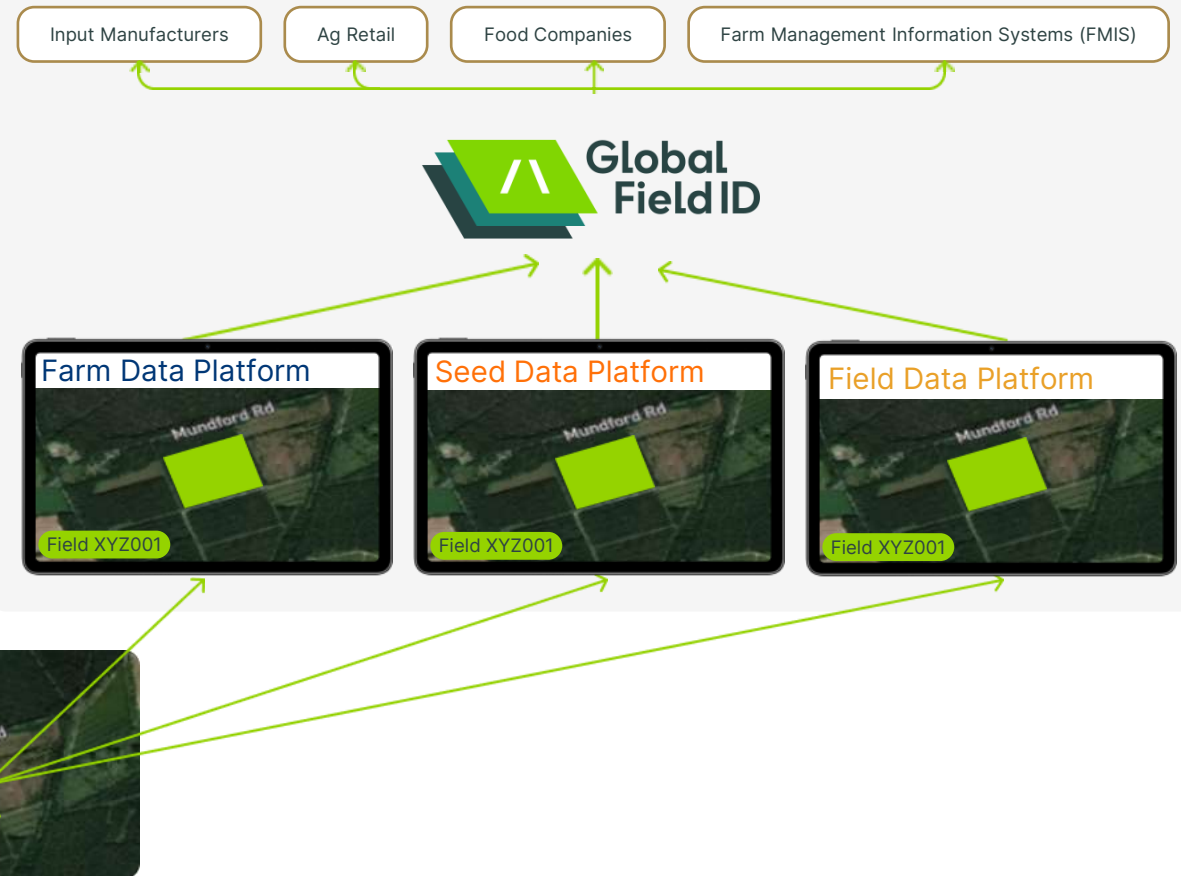 Input Manufacturers
Ag Retail
Food Companies
Farm Management Information Systems (FMIS)
Global
Field ID
Farm Data Platform
Mundford Rd
Field XYZ001
Seed Data Platform
Mundford Rd
Field XYZ001
Field Data Platform
Mundford Rd
Field XYZ001